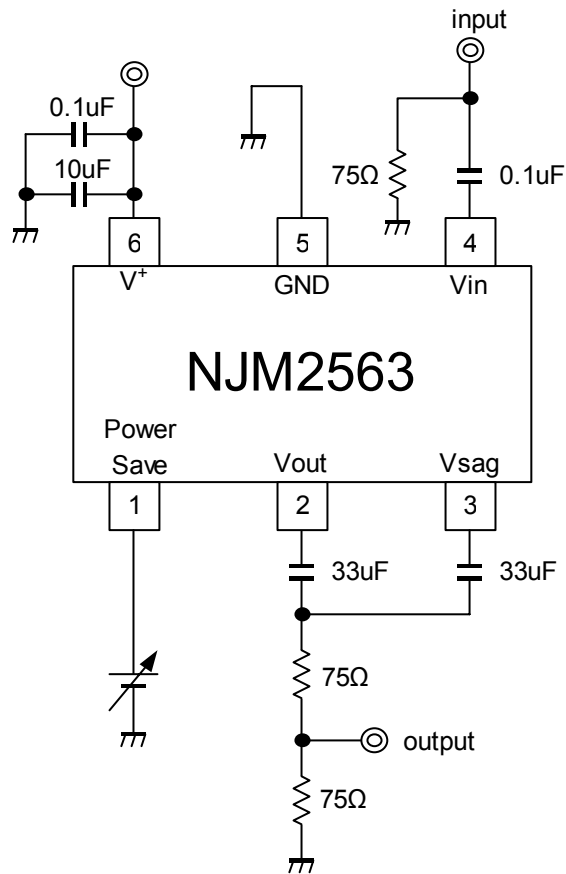 input
0.1uF
10uF
75Ω
0.1uF
6
5
4
V⁺
GND
Vin
NJM2563
Power
Save
Vout
Vsag
1
2
3
33uF
33uF
75Ω
output
75Ω